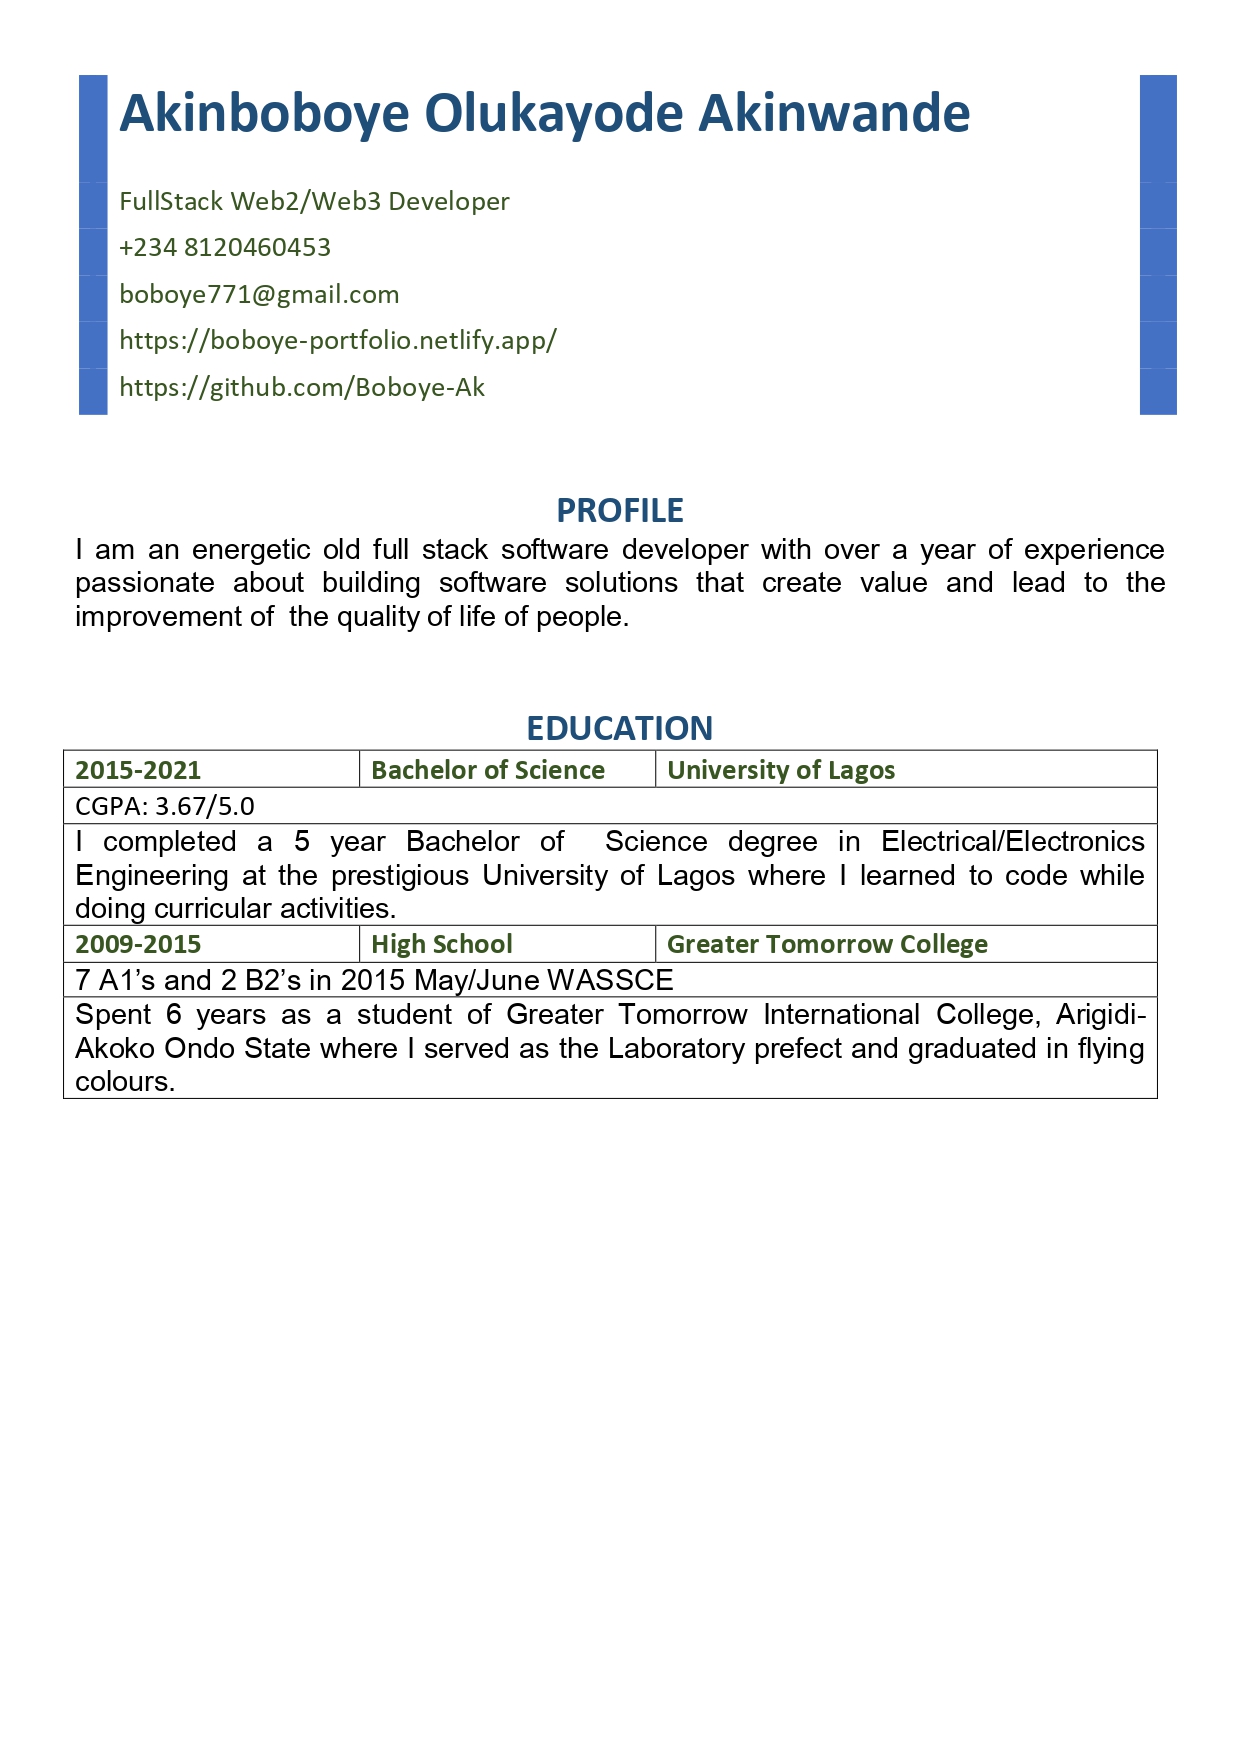 Akinboboye Olukayode Akinwande
FullStack Web2/Web3 Developer
+234 8120460453
boboye771@gmail.com
https://boboye-portfolio.netlify.app/
https://github.com/Boboye-Ak
PROFILE
I am an energetic old full stack software developer with over a year of experience
passionate about building software solutions that create value and lead to the
improvement of  the quality of life of people.
EDUCATION
2015-2021 Bachelor of Science University of Lagos
CGPA: 3.67/5.0
I completed a 5 year Bachelor of  Science degree in Electrical/Electronics
Engineering at the prestigious University of Lagos where I learned to code while
doing curricular activities.
2009-2015 High School Greater Tomorrow College
7 A1’s and 2 B2’s in 2015 May/June WASSCE
Spent 6 years as a student of Greater Tomorrow International College, Arigidi-
Akoko Ondo State where I served as the Laboratory prefect and graduated in flying
colours.